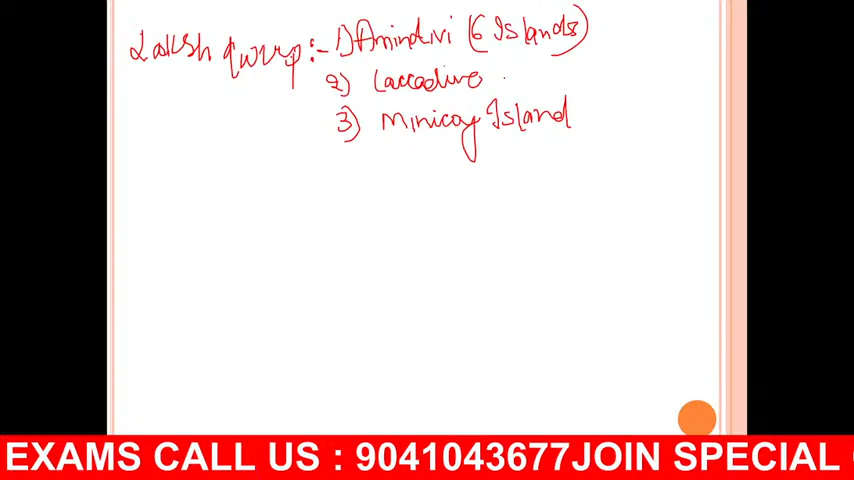 Lakshdweep :- 1) Amindivi (6 Islands)
2) Laccadive
3) Minicoy Island
EXAMS CALL US : 9041043677JOIN SPECIAL